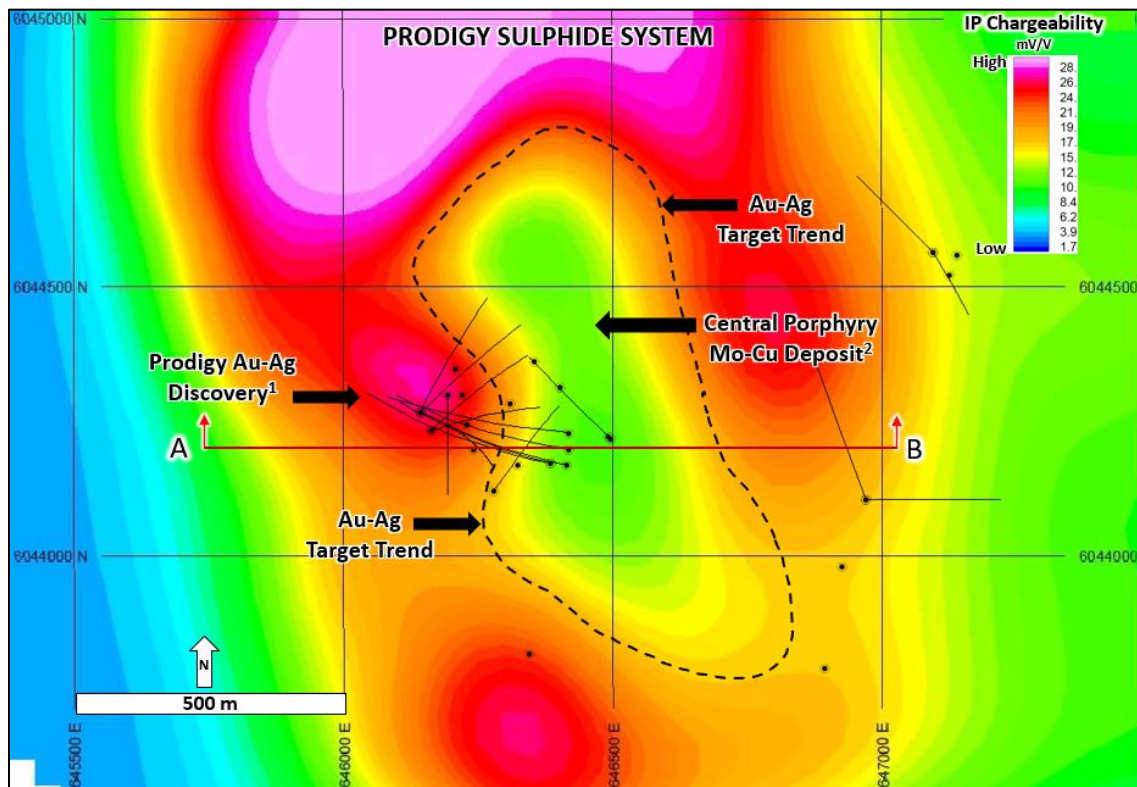 PRODIGY SULPHIDE SYSTEM
IP Chargeability
mV/V
High
28.
26.
24.
21.
19.
17.
15.
12.
10.
8.4
6.2
3.9
1.7
Low
6045000 N
Au-Ag
Target Trend
6044500 N
6044500 N
Central Porphyry
Mo-Cu Deposit2
Prodigy Au-Ag
Discovery1
A
B
Au-Ag
Target Trend
6044000 N
6044000 N
N
500 m
645500 E
646000 E
646500 E
647000 E